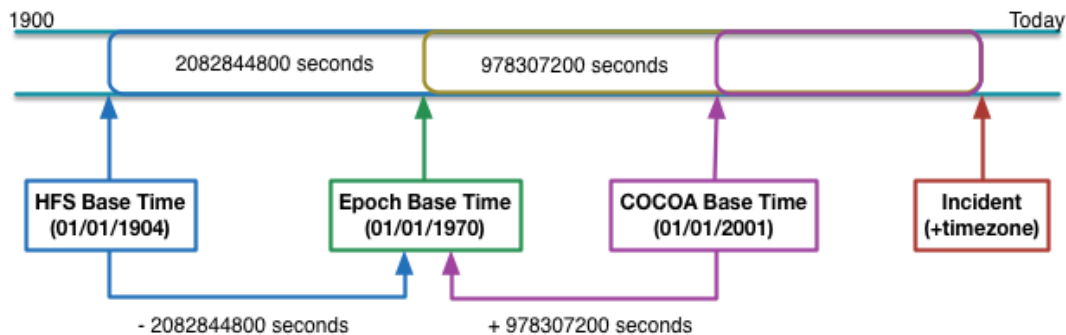 1900
Today
2082844800 seconds
978307200 seconds
HFS Base Time
(01/01/1904)
Epoch Base Time
(01/01/1970)
COCOA Base Time
(01/01/2001)
Incident
(+timezone)
- 2082844800 seconds
+ 978307200 seconds